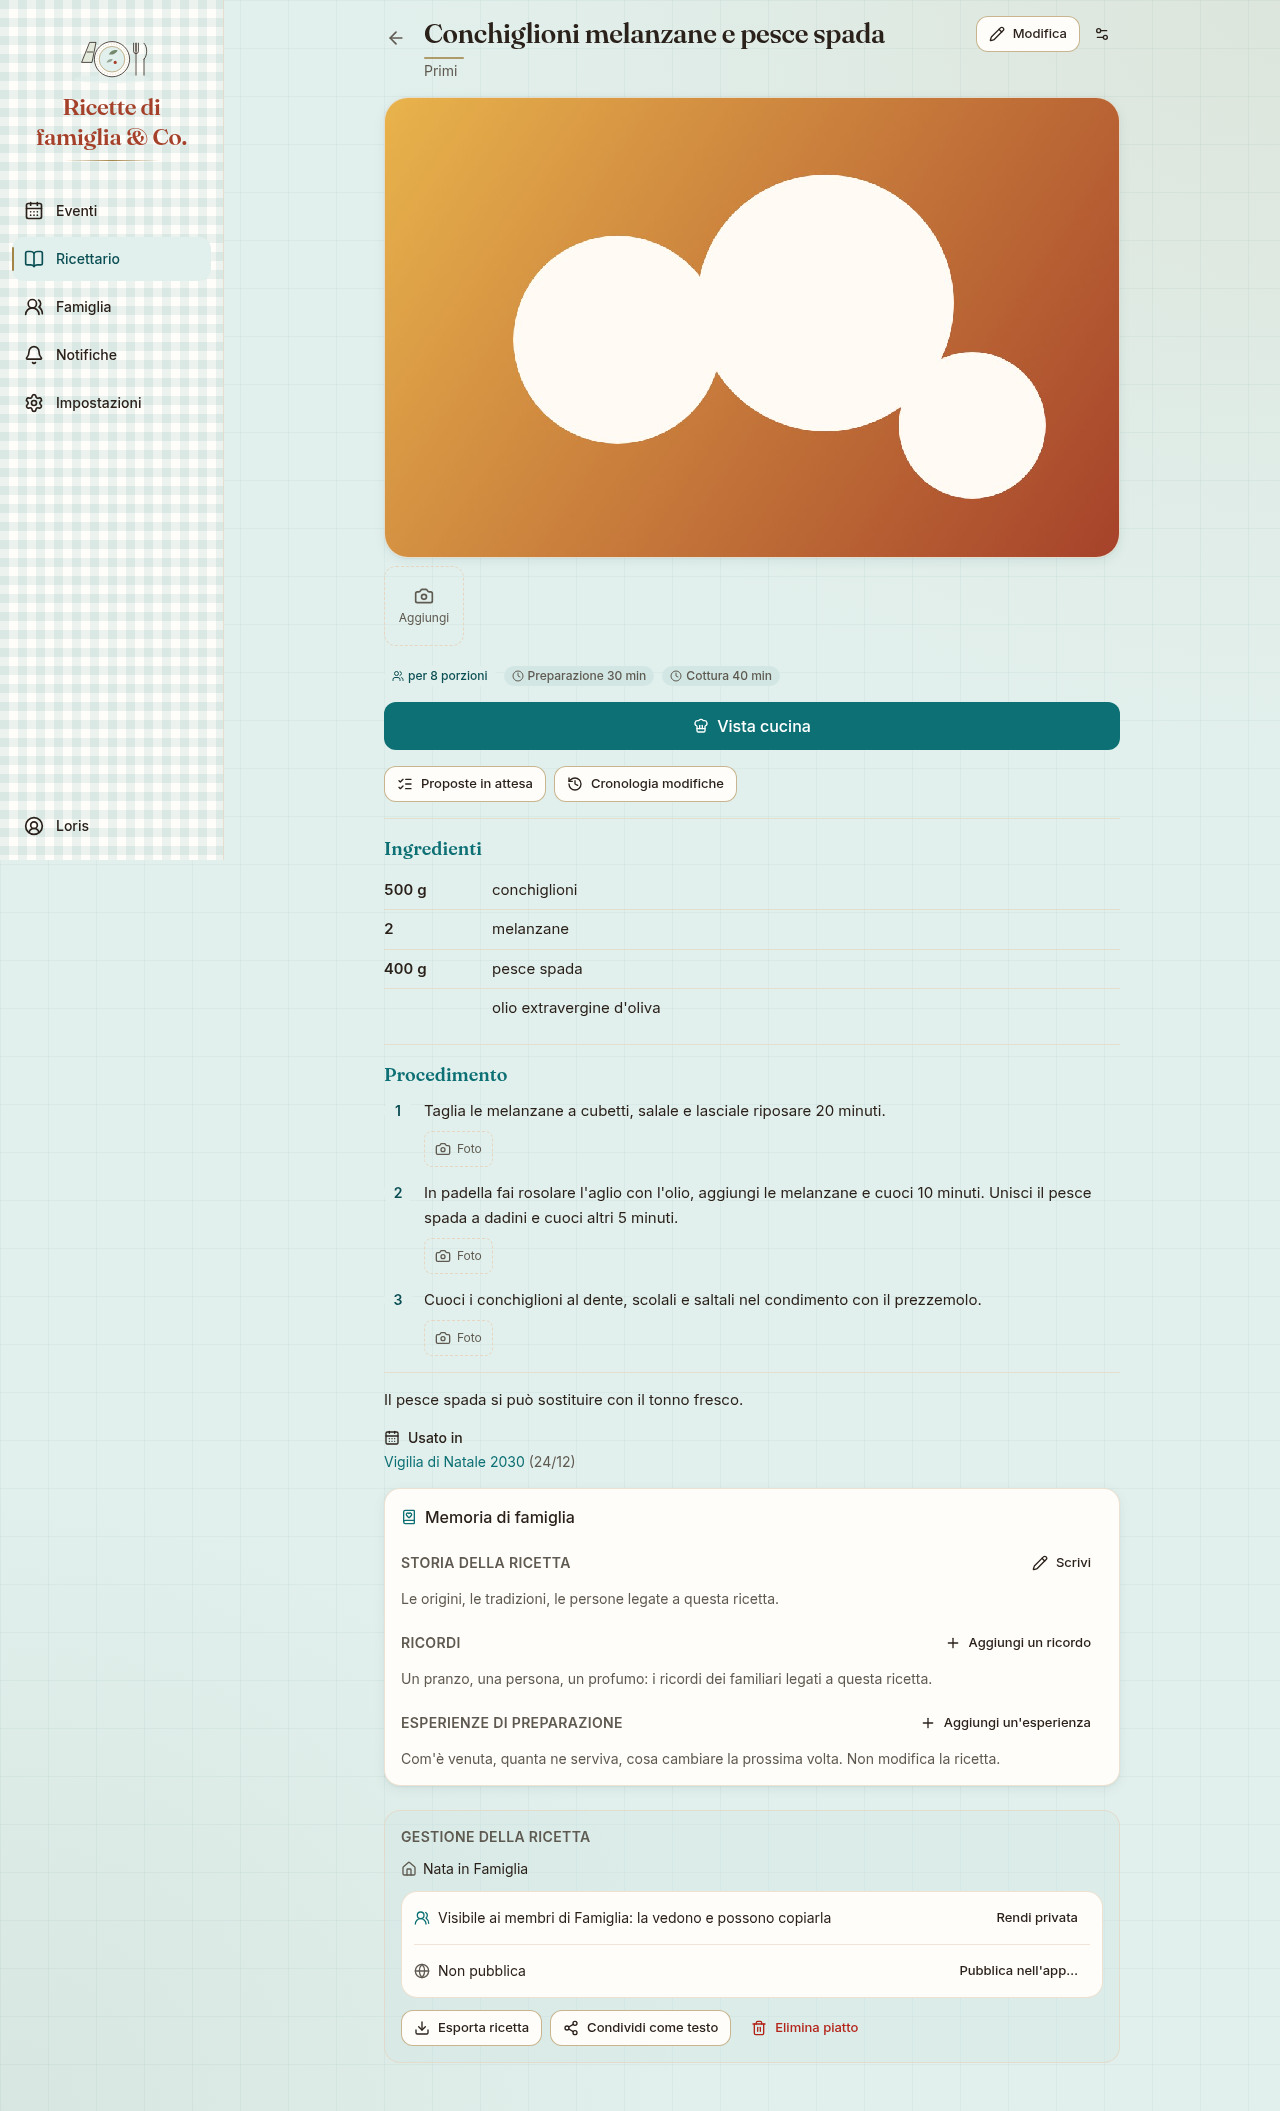 Ricette di
famiglia & Co.
Eventi
Ricettario
Famiglia
Notifiche
Impostazioni
Loris
Conchiglioni melanzane e pesce spada
Modifica
Primi
Aggiungi
per 8 porzioni
Preparazione 30 min
Cottura 40 min
Vista cucina
Proposte in attesa
Cronologia modifiche
Ingredienti
500 g conchiglioni
2 melanzane
400 g pesce spada
olio extravergine d'oliva
Procedimento
1 Taglia le melanzane a cubetti, salale e lasciale riposare 20 minuti.
Foto
2 In padella fai rosolare l'aglio con l'olio, aggiungi le melanzane e cuoci 10 minuti. Unisci il pesce
spada a dadini e cuoci altri 5 minuti.
Foto
3 Cuoci i conchiglioni al dente, scolali e saltali nel condimento con il prezzemolo.
Foto
Il pesce spada si può sostituire con il tonno fresco.
Usato in
Vigilia di Natale 2030 (24/12)
Memoria di famiglia
STORIA DELLA RICETTA
Scrivi
Le origini, le tradizioni, le persone legate a questa ricetta.
RICORDI
Aggiungi un ricordo
Un pranzo, una persona, un profumo: i ricordi dei familiari legati a questa ricetta.
ESPERIENZE DI PREPARAZIONE
Aggiungi un'esperienza
Com'è venuta, quanta ne serviva, cosa cambiare la prossima volta. Non modifica la ricetta.
GESTIONE DELLA RICETTA
Nata in Famiglia
Visibile ai membri di Famiglia: la vedono e possono copiarla
Rendi privata
Non pubblica
Pubblica nell'app…
Esporta ricetta
Condividi come testo
Elimina piatto